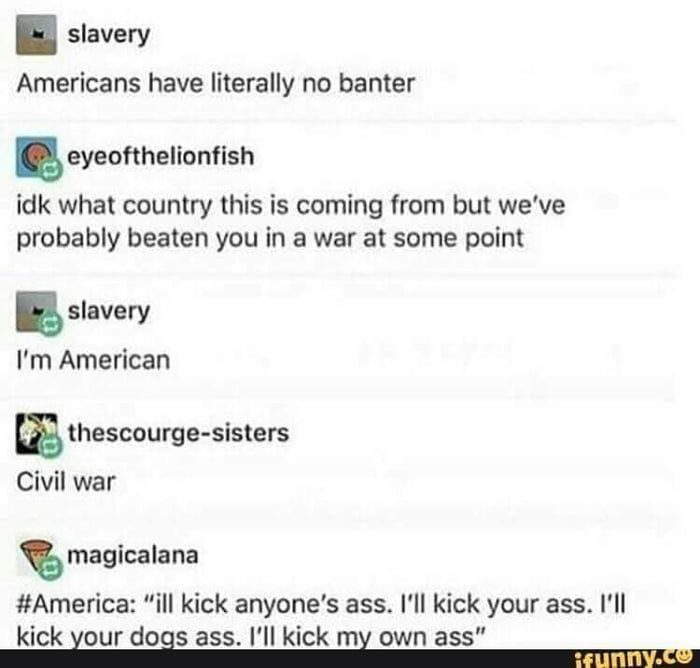 slavery
Americans have literally no banter
eyeofthelionfish
idk what country this is coming from but we've
probably beaten you in a war at some point
slavery
I'm American
thescourge-sisters
Civil war
magicalana
#America: "ill kick anyone's ass. I'll kick your ass. I'll
kick your dogs ass. I'll kick my own ass"
ifunny.co